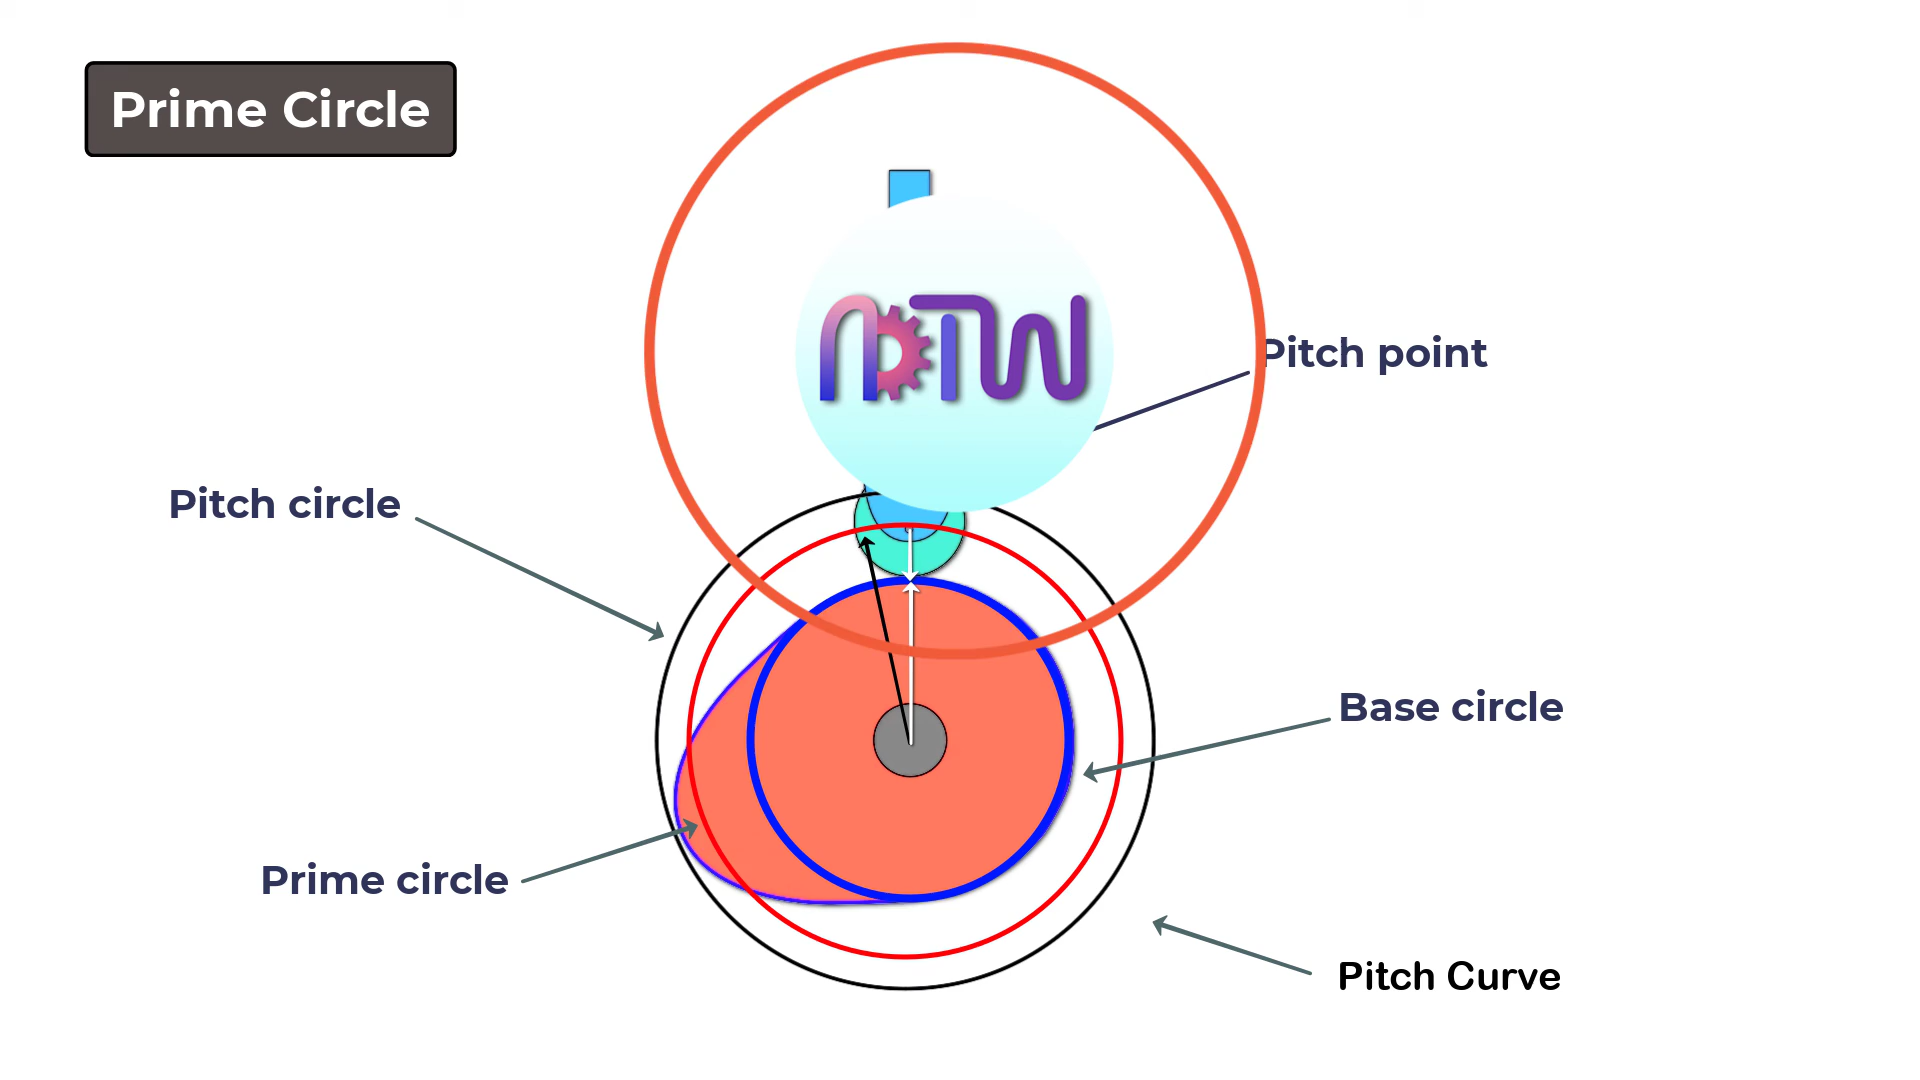 Prime Circle
Pitch point
Pitch circle
Base circle
Prime circle
Pitch Curve